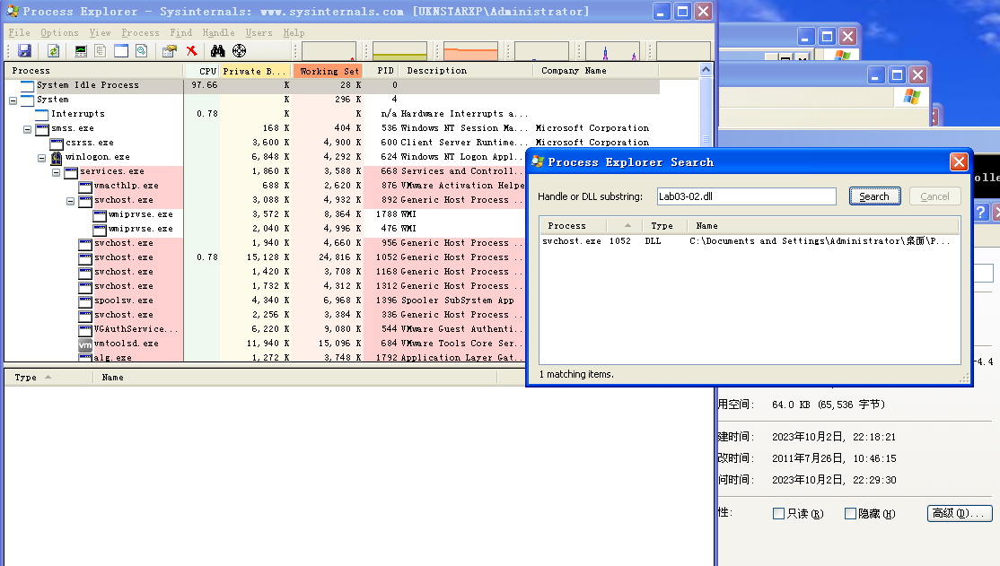 Process Explorer - Sysinternals: www.sysinternals.com [UKNSTARXP\Administrator]
File Options View Process Find Handle Users Help
Process CPU Private B... Working Set PID Description Company Name
System Idle Process 97.66 K 28 K 0
System K 296 K 4
Interrupts 0.78 K K n/a Hardware Interrupts a...
smss.exe 168 K 404 K 536 Windows NT Session Ma... Microsoft Corporation
csrss.exe 3,600 K 4,900 K 600 Client Server Runtime... Microsoft Corporation
winlogon.exe 6,848 K 4,292 K 624 Windows NT Logon Appl...
services.exe 1,860 K 3,588 K 668 Services and Controll...
vmacthlp.exe 688 K 2,620 K 876 VMware Activation Helper
svchost.exe 3,088 K 4,932 K 892 Generic Host Process ...
wmiprvse.exe 3,572 K 8,364 K 1788 WMI
wmiprvse.exe 2,040 K 4,996 K 476 WMI
svchost.exe 1,940 K 4,660 K 956 Generic Host Process ...
svchost.exe 0.78 15,128 K 24,816 K 1052 Generic Host Process ...
svchost.exe 1,420 K 3,708 K 1168 Generic Host Process ...
svchost.exe 1,732 K 4,312 K 1312 Generic Host Process ...
spoolsv.exe 4,340 K 6,968 K 1396 Spooler SubSystem App
svchost.exe 2,256 K 3,384 K 336 Generic Host Process ...
VGAuthService... 6,220 K 9,080 K 544 VMware Guest Authenti...
vmtoolsd.exe 11,940 K 15,096 K 684 VMware Tools Core Ser...
alg.exe 1,272 K 3,748 K 1792 Application Layer Gat...
Type Name
Process Explorer Search
Handle or DLL substring: Lab03-02.dll Search Cancel
Process Type Name
svchost.exe 1052 DLL C:\Documents and Settings\Administrator\桌面\P...
1 matching items.
-4.4
用空间: 64.0 KB (65,536 字节)
建时间: 2023年10月2日, 22:18:21
改时间: 2011年7月26日, 10:46:15
问时间: 2023年10月2日, 22:29:30
性: 只读(R) 隐藏(H) 高级(D)...